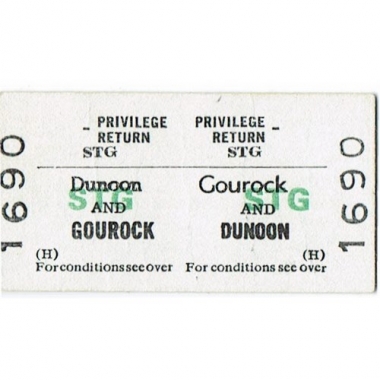 1690
_ PRIVILEGE
RETURN
STG
Dunoon
STG
AND
GOUROCK
(H)
For conditions see over
PRIVILEGE _
RETURN
STG
Gourock
STG
AND
DUNOON
(H)
For conditions see over
1690